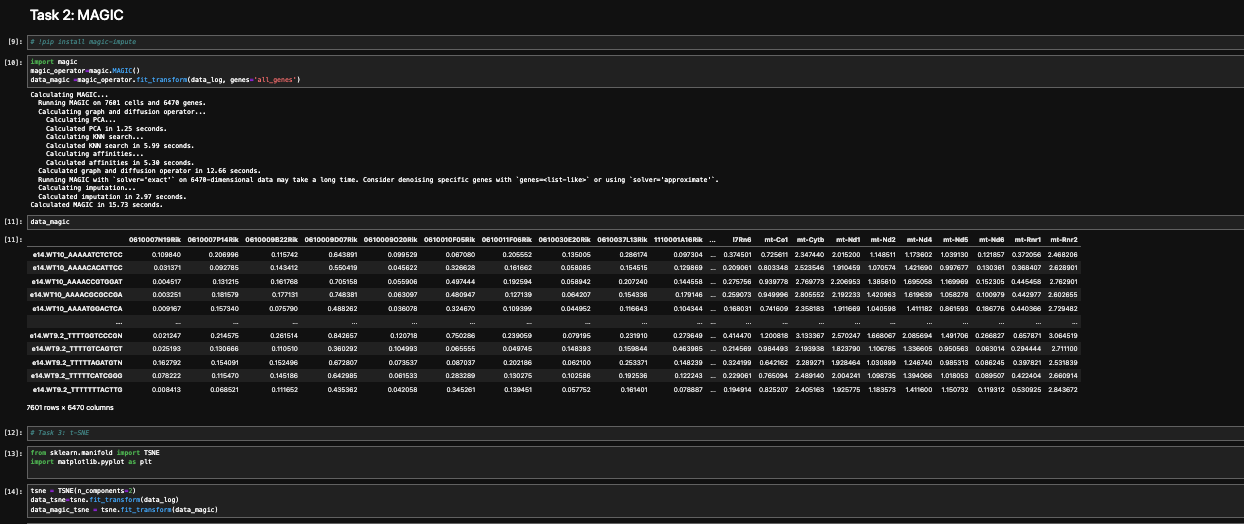 Task 2: MAGIC
[9]: # !pip install magic-impute
[10]: import magic
magic_operator=magic.MAGIC()
data_magic =magic_operator.fit_transform(data_log, genes='all_genes')
Calculating MAGIC...
Running MAGIC on 7601 cells and 6470 genes.
Calculating graph and diffusion operator...
Calculating PCA...
Calculated PCA in 1.25 seconds.
Calculating KNN search...
Calculated KNN search in 5.99 seconds.
Calculating affinities...
Calculated affinities in 5.30 seconds.
Calculated graph and diffusion operator in 12.66 seconds.
Running MAGIC with `solver='exact'` on 6470-dimensional data may take a long time. Consider denoising specific genes with `genes=<list-like>` or using `solver='approximate'`.
Calculating imputation...
Calculated imputation in 2.97 seconds.
Calculated MAGIC in 15.73 seconds.
[11]: data_magic
[11]: 0610007N19Rik 0610007P14Rik 0610009B22Rik 0610009D07Rik 0610009O20Rik 0610010F05Rik 0610011F06Rik 0610030E20Rik 0610037L13Rik 1110001A16Rik ... l7Rn6 mt-Co1 mt-Cytb mt-Nd1 mt-Nd2 mt-Nd4 mt-Nd5 mt-Nd6 mt-Rnr1 mt-Rnr2
e14.WT10_AAAAATCTCTCC 0.109840 0.206996 0.115742 0.643891 0.099529 0.067080 0.205552 0.135005 0.286174 0.097304 ... 0.374501 0.725611 2.347440 2.015200 1.148511 1.173602 1.039130 0.121857 0.372056 2.468206
e14.WT10_AAAACACATTCC 0.031371 0.092785 0.143412 0.550419 0.045622 0.326628 0.161662 0.058085 0.154515 0.129869 ... 0.209061 0.803348 2.523546 1.910459 1.070574 1.421260 0.997677 0.130361 0.368407 2.628901
e14.WT10_AAAACCGTGGAT 0.004517 0.131215 0.161768 0.705158 0.055906 0.497444 0.192594 0.058942 0.207240 0.144558 ... 0.275756 0.939778 2.769773 2.206953 1.385610 1.695058 1.169969 0.152305 0.445458 2.762901
e14.WT10_AAAACGCGCCGA 0.003251 0.181579 0.177131 0.748381 0.063097 0.480947 0.127139 0.064207 0.154336 0.179146 ... 0.259073 0.949996 2.805552 2.192233 1.420963 1.619639 1.058278 0.100979 0.442977 2.602655
e14.WT10_AAAATGGACTCA 0.009167 0.157340 0.075790 0.488262 0.036078 0.324670 0.109399 0.044952 0.116643 0.104344 ... 0.168031 0.741609 2.358183 1.911669 1.040598 1.411182 0.861593 0.186776 0.440366 2.729482
... ... ... ... ... ... ... ... ... ... ... ... ... ... ... ... ... ... ... ... ... ...
e14.WT9.2_TTTTGGTCCCGN 0.021247 0.214575 0.261514 0.842657 0.120718 0.750286 0.239059 0.079195 0.231910 0.273649 ... 0.414470 1.200818 3.133367 2.570247 1.668067 2.085694 1.491706 0.266827 0.657871 3.064519
e14.WT9.2_TTTTGTCAGTCT 0.025193 0.130666 0.110510 0.360292 0.104993 0.065555 0.049745 0.148393 0.159844 0.463985 ... 0.214569 0.984493 2.193938 1.823790 1.106785 1.336605 0.950563 0.063014 0.294444 2.711100
e14.WT9.2_TTTTTAGATGTN 0.162792 0.154091 0.152496 0.672807 0.073537 0.087037 0.202186 0.062100 0.253371 0.148239 ... 0.324199 0.642162 2.289271 1.928464 1.030899 1.246740 0.985313 0.086245 0.397821 2.531839
e14.WT9.2_TTTTTCATCGGG 0.078222 0.115470 0.145186 0.642985 0.061533 0.283289 0.130275 0.102586 0.192536 0.122243 ... 0.229061 0.765094 2.489140 2.004241 1.098735 1.394066 1.018053 0.089507 0.422404 2.660914
e14.WT9.2_TTTTTTTACTTG 0.008413 0.068521 0.111652 0.435362 0.042058 0.345261 0.139451 0.057752 0.161401 0.078887 ... 0.194914 0.825207 2.405163 1.925775 1.183573 1.411600 1.150732 0.119312 0.530925 2.843672
7601 rows × 6470 columns
[12]: # Task 3: t-SNE
[13]: from sklearn.manifold import TSNE
import matplotlib.pyplot as plt
[14]: tsne = TSNE(n_components=2)
data_tsne=tsne.fit_transform(data_log)
data_magic_tsne = tsne.fit_transform(data_magic)